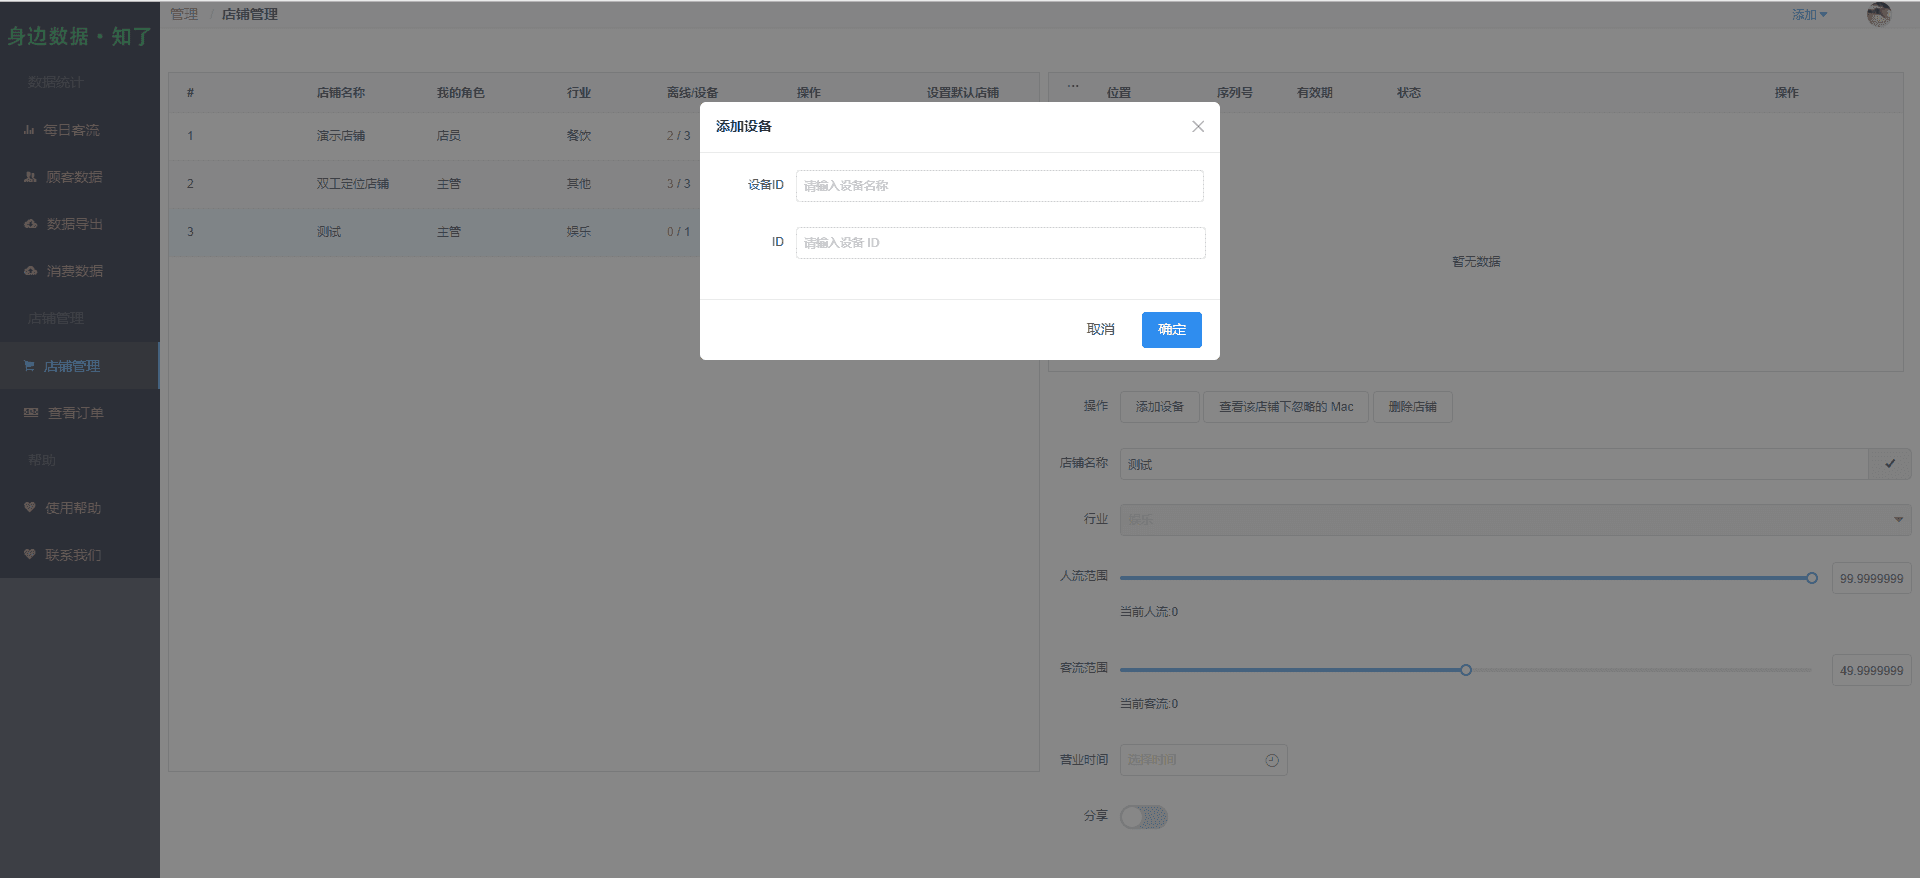 管理 / 店铺管理
添加
身边数据·知了
数据统计
每日客流
顾客数据
数据导出
消费数据
店铺管理
店铺管理
查看订单
帮助
使用帮助
联系我们
# 店铺名称 我的角色 行业 离线/设备 操作 设置默认店铺
1 演示店铺 店员 餐饮 2 / 3
2 双工定位店铺 主管 其他 3 / 3
3 测试 主管 娱乐 0 / 1
... 位置 序列号 有效期 状态 操作
暂无数据
添加设备
设备ID 请输入设备名称
ID 请输入设备 ID
取消 确定
操作 添加设备 查看该店铺下忽略的 Mac 删除店铺
店铺名称 测试
行业 娱乐
人流范围 99.9999999
当前人流:0
客流范围 49.9999999
当前客流:0
营业时间 选择时间
分享